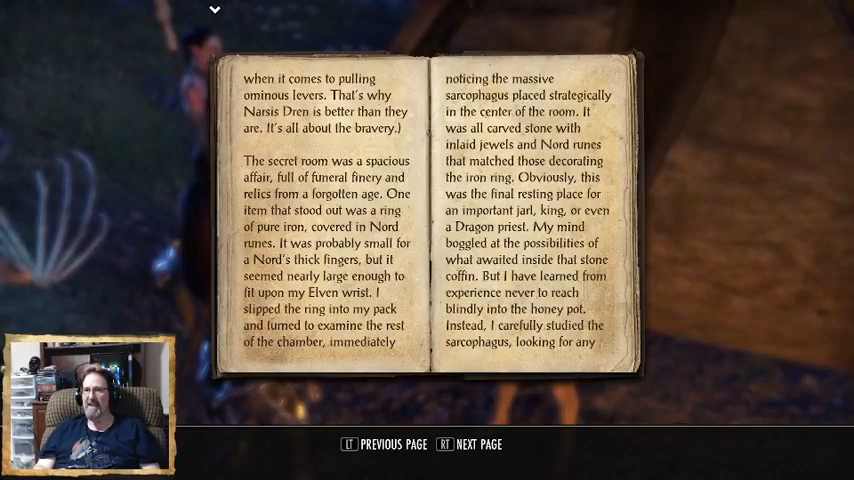 when it comes to pulling
ominous levers. That's why
Narsis Dren is better than they
are. It's all about the bravery.)
The secret room was a spacious
affair, full of funeral finery and
relics from a forgotten age. One
item that stood out was a ring
of pure iron, covered in Nord
runes. It was probably small for
a Nord's thick fingers, but it
seemed nearly large enough to
fit upon my Elven wrist. I
slipped the ring into my pack
and turned to examine the rest
of the chamber, immediately
noticing the massive
sarcophagus placed strategically
in the center of the room. It
was all carved stone with
inlaid jewels and Nord runes
that matched those decorating
the iron ring. Obviously, this
was the final resting place for
an important jarl, king, or even
a Dragon priest. My mind
boggled at the possibilities of
what awaited inside that stone
coffin. But I have learned from
experience never to reach
blindly into the honey pot.
Instead, I carefully studied the
sarcophagus, looking for any
LT PREVIOUS PAGE RT NEXT PAGE